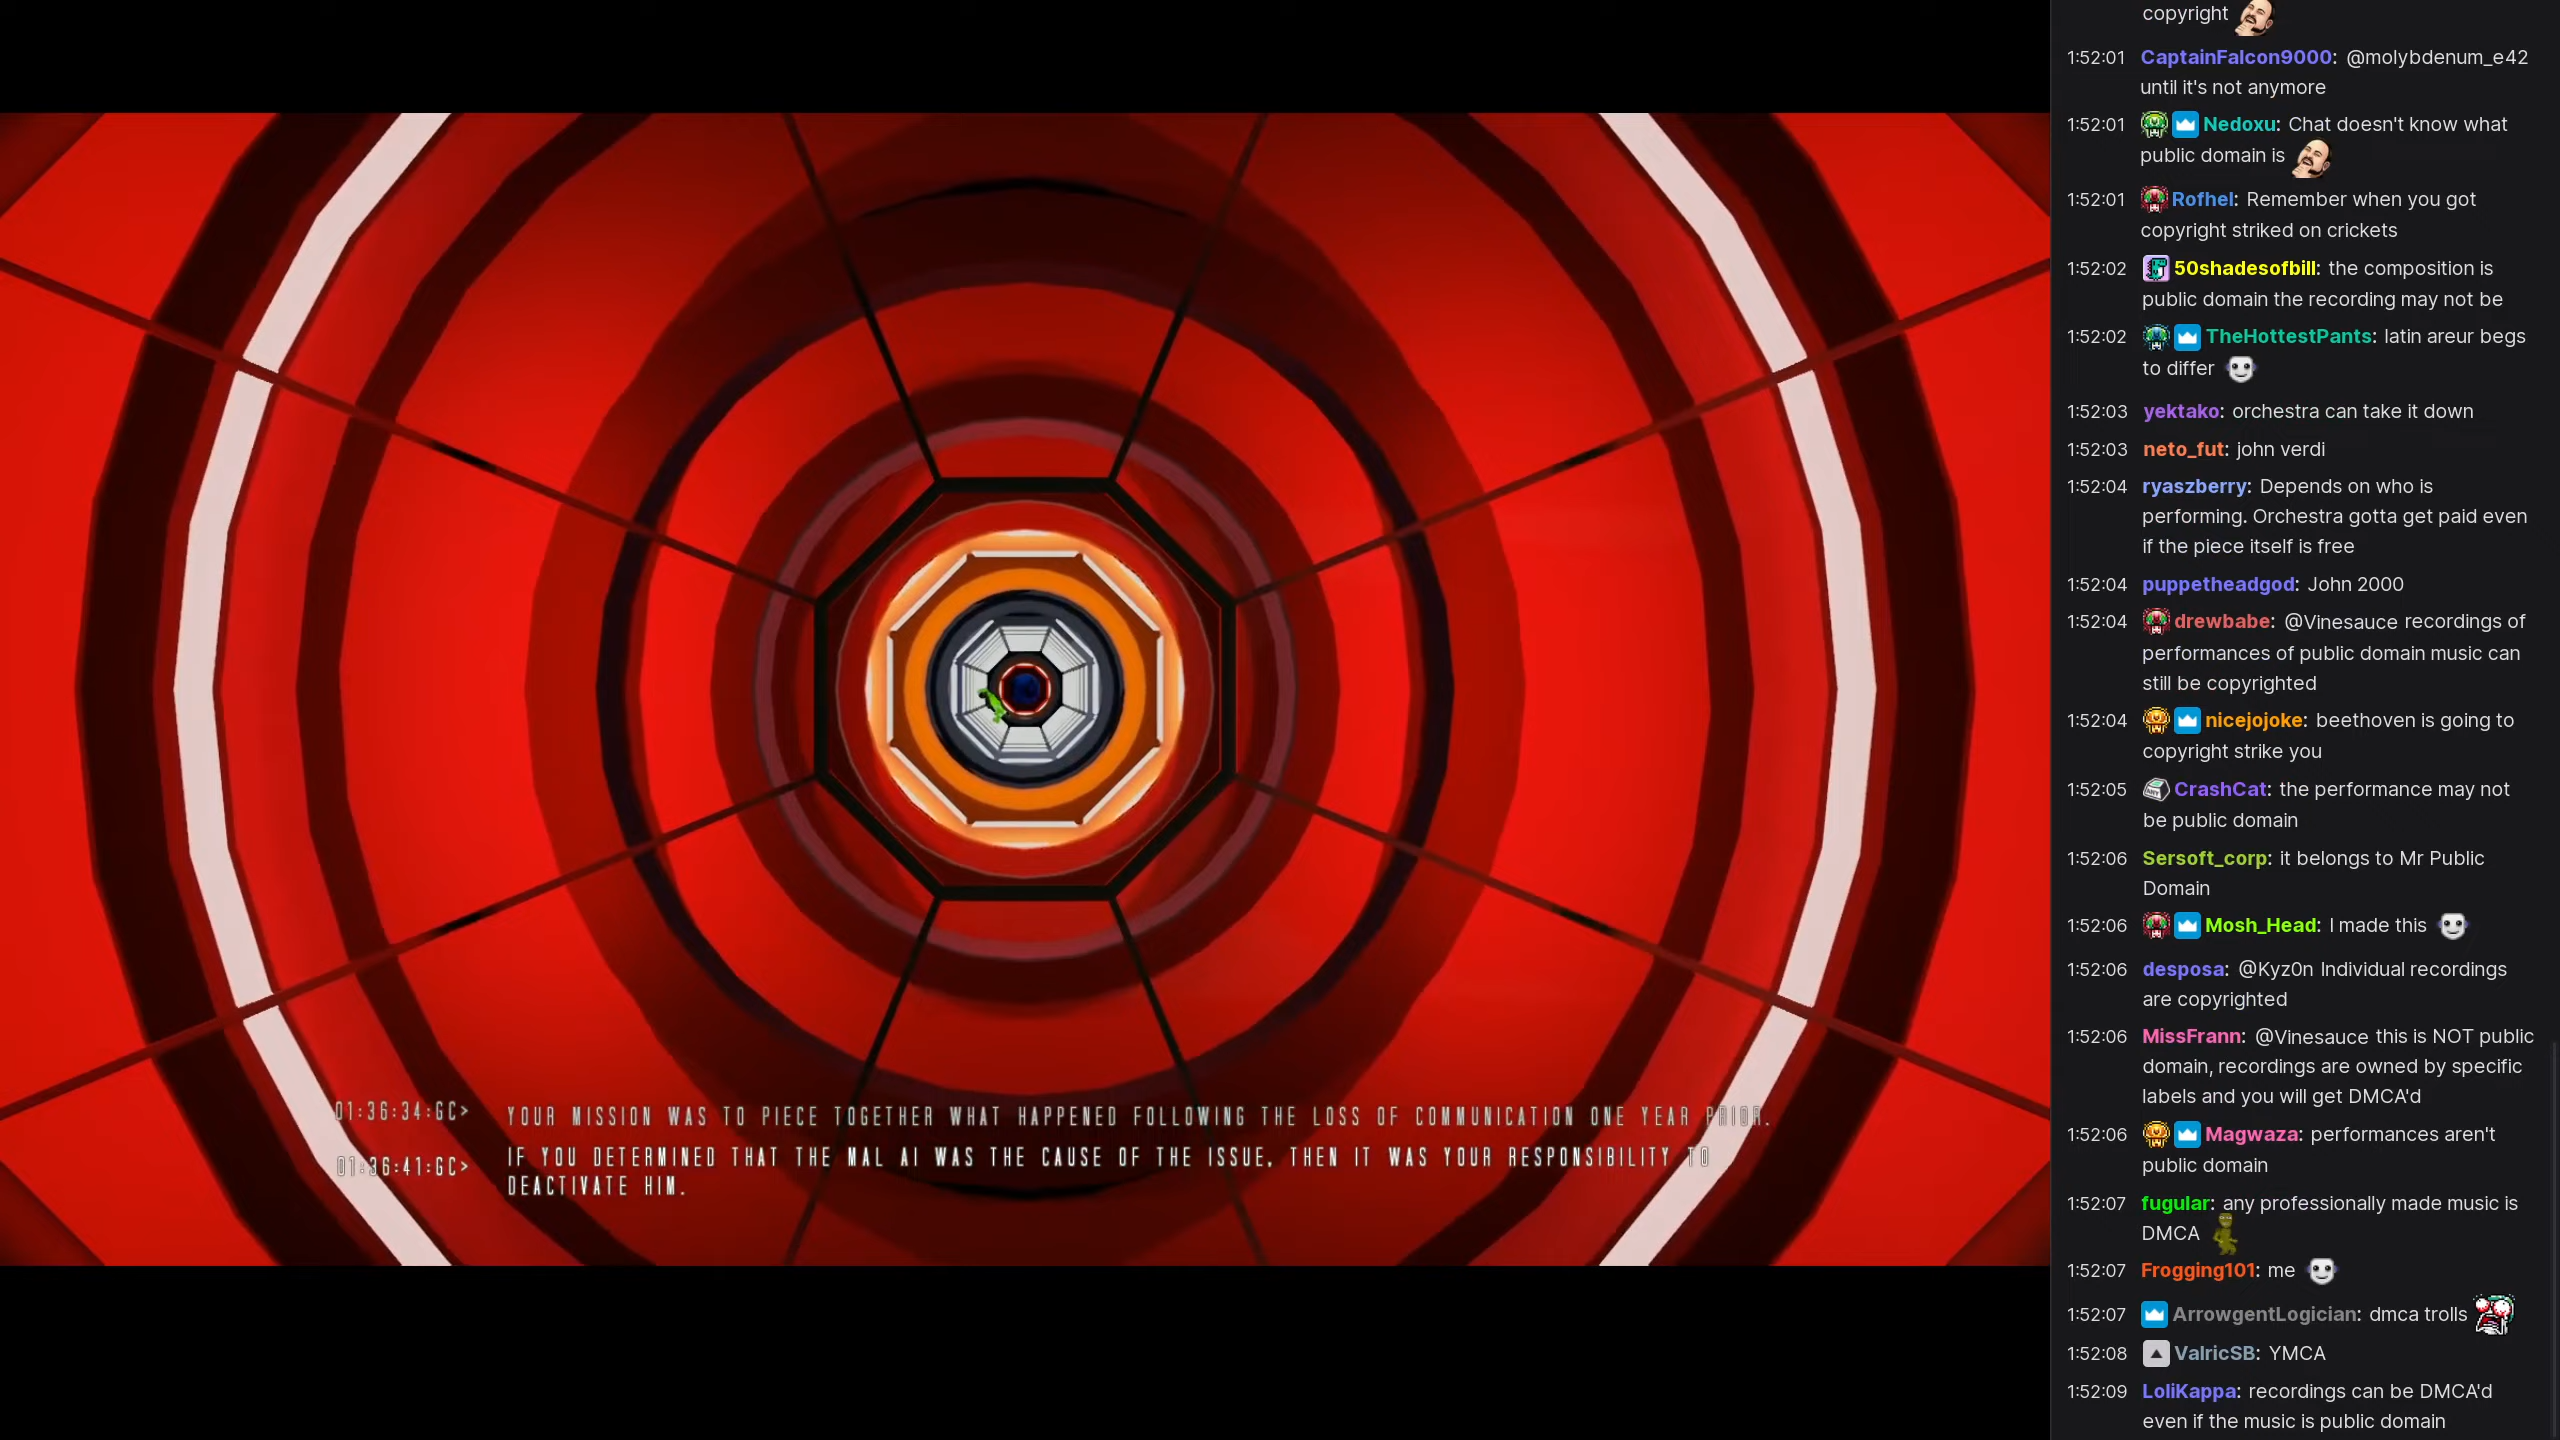 01:36:34:GC> YOUR MISSION WAS TO PIECE TOGETHER WHAT HAPPENED FOLLOWING THE LOSS OF COMMUNICATION ONE YEAR PRIOR.
01:36:41:GC> IF YOU DETERMINED THAT THE MAL AI WAS THE CAUSE OF THE ISSUE, THEN IT WAS YOUR RESPONSIBILITY TO
DEACTIVATE HIM.
copyright
1:52:01 CaptainFalcon9000: @molybdenum_e42
until it's not anymore
1:52:01 Nedoxu: Chat doesn't know what
public domain is
1:52:01 Rofhel: Remember when you got
copyright striked on crickets
1:52:02 50shadesofbill: the composition is
public domain the recording may not be
1:52:02 TheHottestPants: latin areur begs
to differ
1:52:03 yektako: orchestra can take it down
1:52:03 neto_fut: john verdi
1:52:04 ryaszberry: Depends on who is
performing. Orchestra gotta get paid even
if the piece itself is free
1:52:04 puppetheadgod: John 2000
1:52:04 drewbabe: @Vinesauce recordings of
performances of public domain music can
still be copyrighted
1:52:04 nicejojoke: beethoven is going to
copyright strike you
1:52:05 CrashCat: the performance may not
be public domain
1:52:06 Sersoft_corp: it belongs to Mr Public
Domain
1:52:06 Mosh_Head: I made this
1:52:06 desposa: @Kyz0n Individual recordings
are copyrighted
1:52:06 MissFrann: @Vinesauce this is NOT public
domain, recordings are owned by specific
labels and you will get DMCA'd
1:52:06 Magwaza: performances aren't
public domain
1:52:07 fugular: any professionally made music is
DMCA
1:52:07 Frogging101: me
1:52:07 ArrowgentLogician: dmca trolls
1:52:08 ValricSB: YMCA
1:52:09 LoliKappa: recordings can be DMCA'd
even if the music is public domain